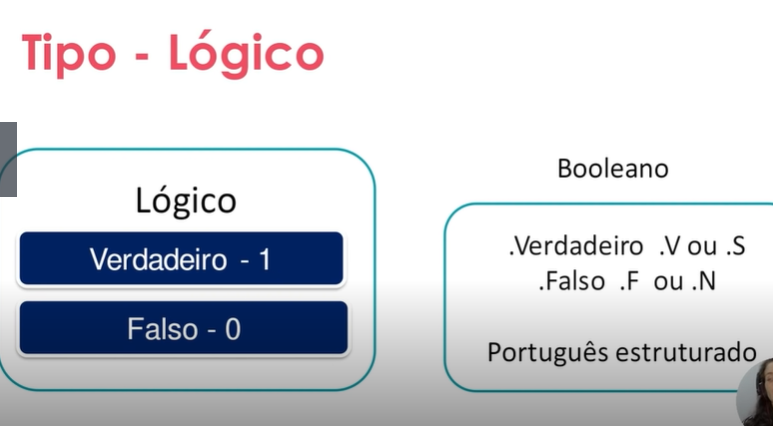 Tipo - Lógico
Lógico
Verdadeiro - 1
Falso - 0
Booleano
.Verdadeiro .V ou .S
.Falso .F ou .N
Português estruturado